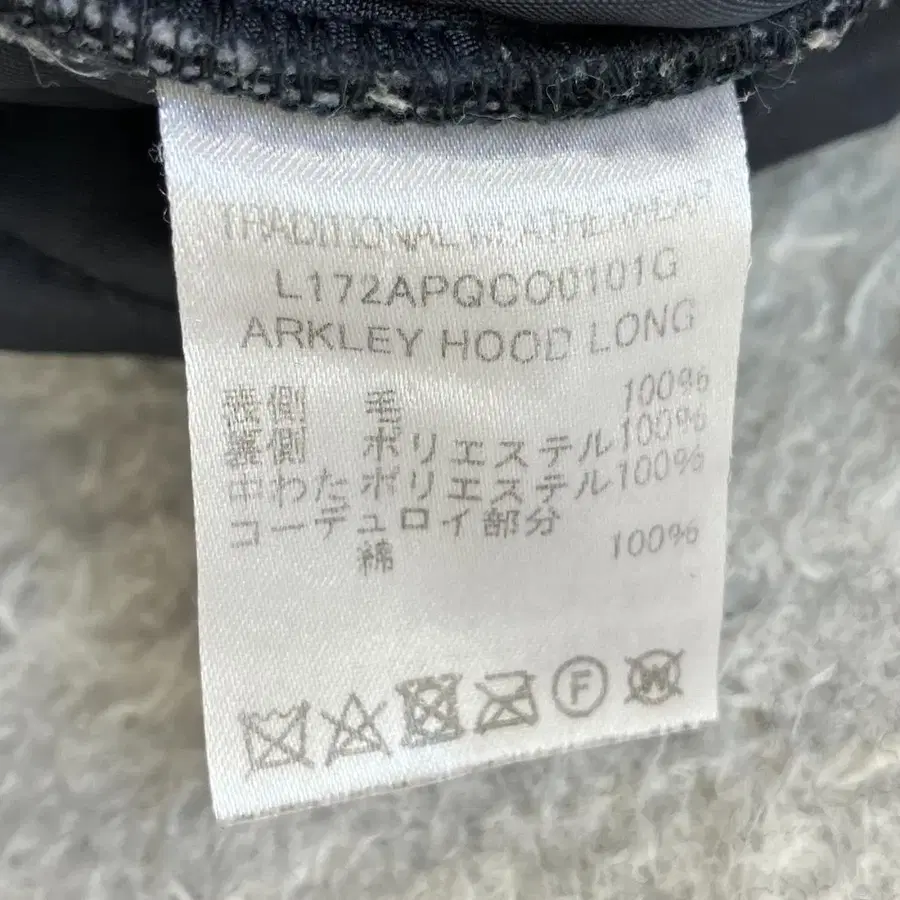 TRADITIONAL WEATHERWEAR
L172APQCO0101G
ARKLEY HOOD LONG
表側 毛 100%
裏側 ポリエステル100%
中わた ポリエステル100%
コーデュロイ部分
綿 100%
F W